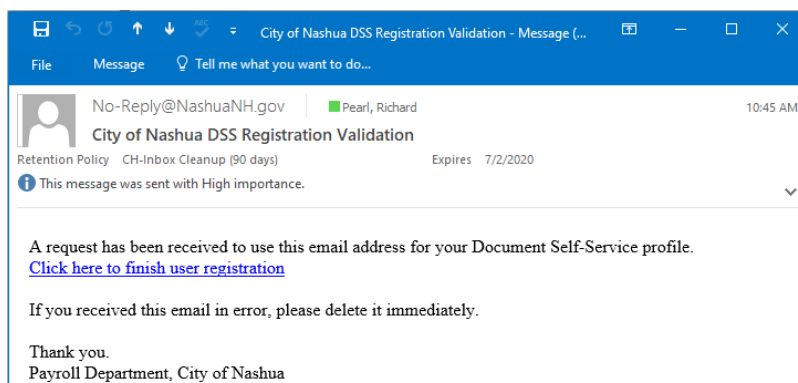 ABC
City of Nashua DSS Registration Validation - Message (...
File Message Tell me what you want to do...
No-Reply@NashuaNH.gov Pearl, Richard 10:45 AM
City of Nashua DSS Registration Validation
Retention Policy CH-Inbox Cleanup (90 days) Expires 7/2/2020
This message was sent with High importance.
A request has been received to use this email address for your Document Self-Service profile.
Click here to finish user registration
If you received this email in error, please delete it immediately.
Thank you.
Payroll Department, City of Nashua